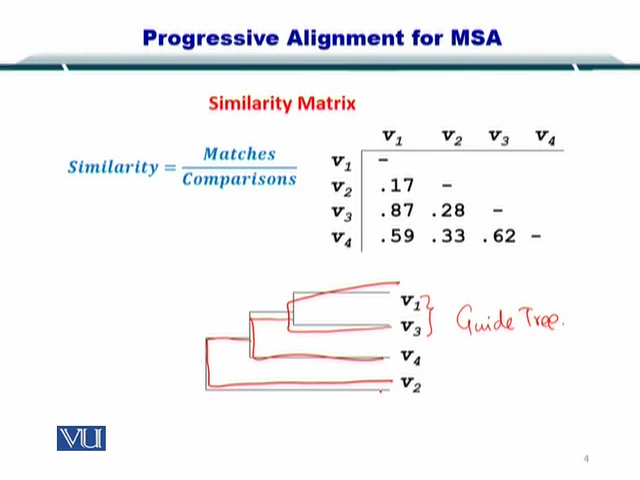 Progressive Alignment for MSA
Similarity Matrix
Similarity = Matches / Comparisons
v1 v2 v3 v4
v1 -
v2 .17 -
v3 .87 .28 -
v4 .59 .33 .62 -
v1
v3
Guide Tree.
v4
v2
VU
4